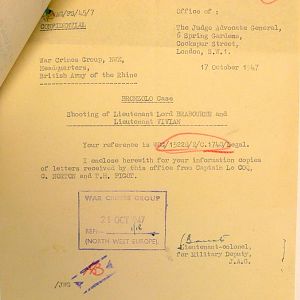 Office of:
CONFIDENTIAL
The Judge Advocate General,
6 Spring Gardens,
Cockspur Street,
London, S.W.1.
War Crimes Group, NWE,
Headquarters,
British Army of the Rhine
17 October 1947
BRONZOLO Case
Shooting of Lieutenant Lord BRABOURNE and
Lieutenant VIVIAN
Your reference is
I enclose herewith for your information copies
of letters received by this office from Captain Le COQ,
G. NORTON and P.H. PIGOT.
WAR CRIMES GROUP
21 OCT 1947
(NORTH WEST EUROPE)
Lieutenant-colonel,
for Military Deputy,
J.A.G.